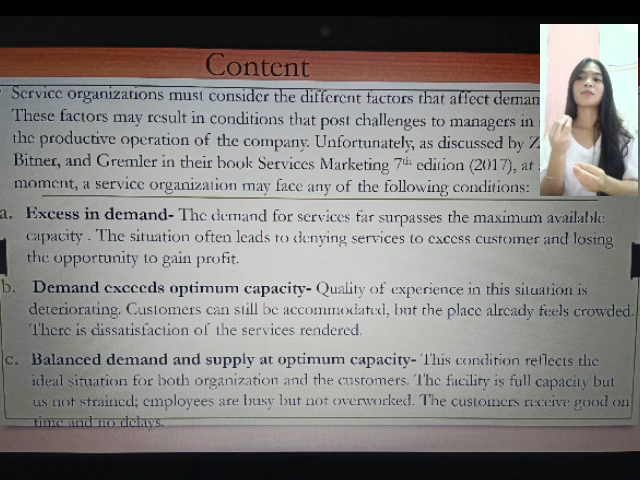 Content
Service organizations must consider the different factors that affect deman
These factors may result in conditions that post challenges to managers in
the productive operation of the company. Unfortunately, as discussed by Z
Bitner, and Gremler in their book Services Marketing 7th edition (2017), at
moment, a service organization may face any of the following conditions:
a. Excess in demand- The demand for services far surpasses the maximum available
capacity . The situation often leads to denying services to excess customer and losing
the opportunity to gain profit.
b. Demand exceeds optimum capacity- Quality of experience in this situation is
deteriorating. Customers can still be accommodated, but the place already feels crowded.
There is dissatisfaction of the services rendered.
c. Balanced demand and supply at optimum capacity- This condition reflects the
ideal situation for both organization and the customers. The facility is full capacity but
us not strained; employees are busy but not overworked. The customers receive good on
time and no delays.